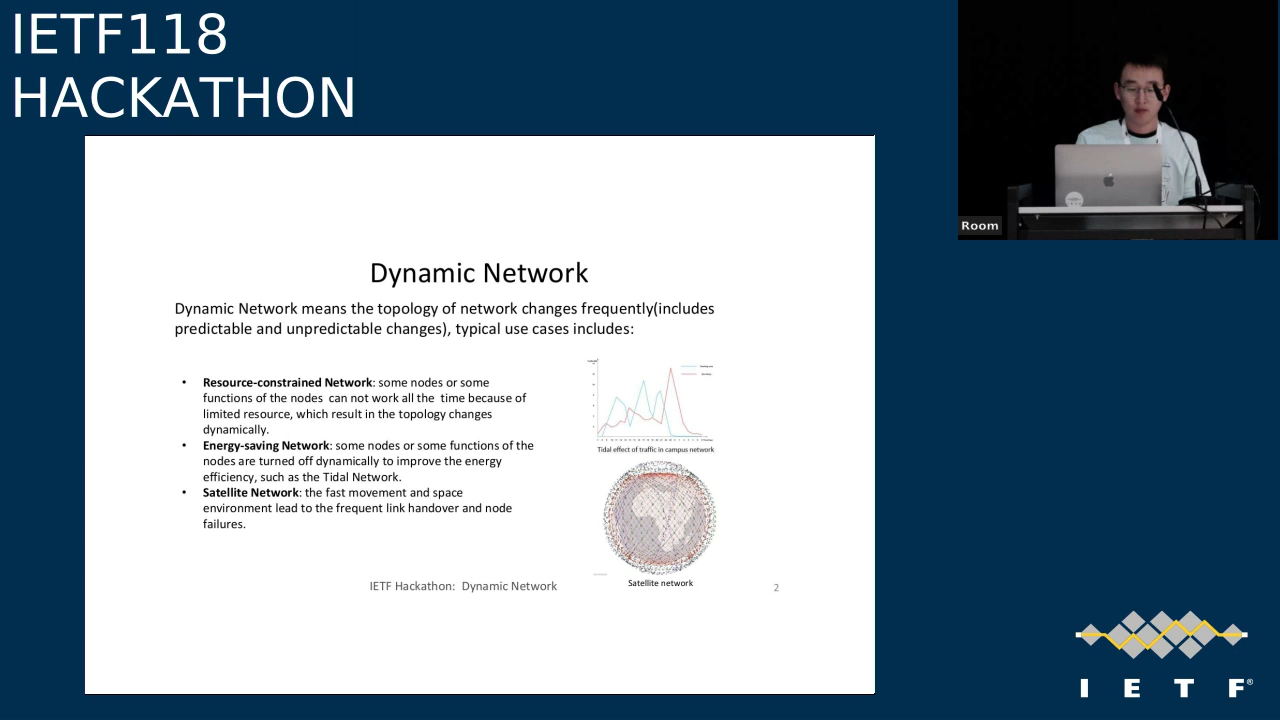 IETF118
HACKATHON
Room
Dynamic Network
Dynamic Network means the topology of network changes frequently(includes
predictable and unpredictable changes), typical use cases includes:
• Resource-constrained Network: some nodes or some
functions of the nodes can not work all the time because of
limited resource, which result in the topology changes
dynamically.
• Energy-saving Network: some nodes or some functions of the
nodes are turned off dynamically to improve the energy
efficiency, such as the Tidal Network.
• Satellite Network: the fast movement and space
environment lead to the frequent link handover and node
failures.
Tidal effect of traffic in campus network
Satellite network
IETF Hackathon: Dynamic Network
2
I E T F®